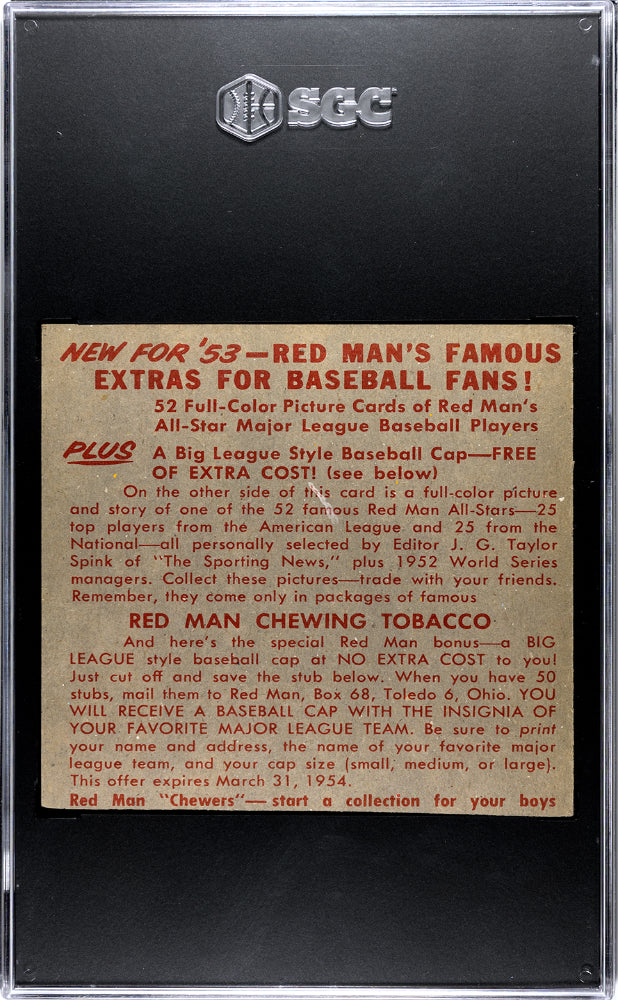 SGC
NEW FOR '53—RED MAN'S FAMOUS
EXTRAS FOR BASEBALL FANS!
52 Full-Color Picture Cards of Red Man's
All-Star Major League Baseball Players
PLUS A Big League Style Baseball Cap—FREE
OF EXTRA COST! (see below)
On the other side of this card is a full-color picture
and story of one of the 52 famous Red Man All-Stars—25
top players from the American League and 25 from the
National—all personally selected by Editor J. G. Taylor
Spink of "The Sporting News," plus 1952 World Series
managers. Collect these pictures—trade with your friends.
Remember, they come only in packages of famous
RED MAN CHEWING TOBACCO
And here's the special Red Man bonus—a BIG
LEAGUE style baseball cap at NO EXTRA COST to you!
Just cut off and save the stub below. When you have 50
stubs, mail them to Red Man, Box 68, Toledo 6, Ohio. YOU
WILL RECEIVE A BASEBALL CAP WITH THE INSIGNIA OF
YOUR FAVORITE MAJOR LEAGUE TEAM. Be sure to print
your name and address, the name of your favorite major
league team, and your cap size (small, medium, or large).
This offer expires March 31, 1954.
Red Man "Chewers"—start a collection for your boys